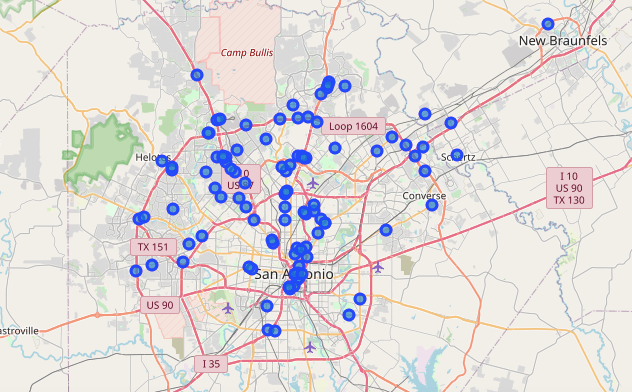 Camp Bullis
New Braunfels
Loop 1604
Helotes
Schertz
I 10
US 90
TX 130
Converse
TX 151
San Antonio
US 90
I 35